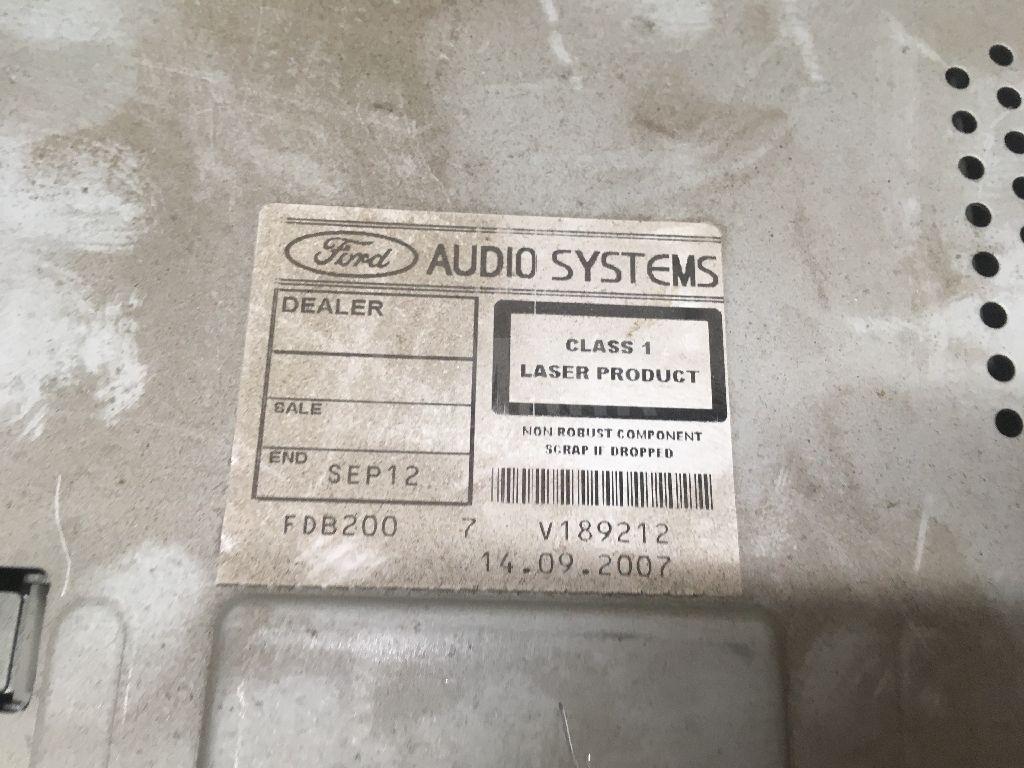 Ford AUDIO SYSTEMS
DEALER
SALE
END SEP12
CLASS 1
LASER PRODUCT
NON ROBUST COMPONENT
SCRAP IF DROPPED
FDB200 7 V189212
14.09.2007